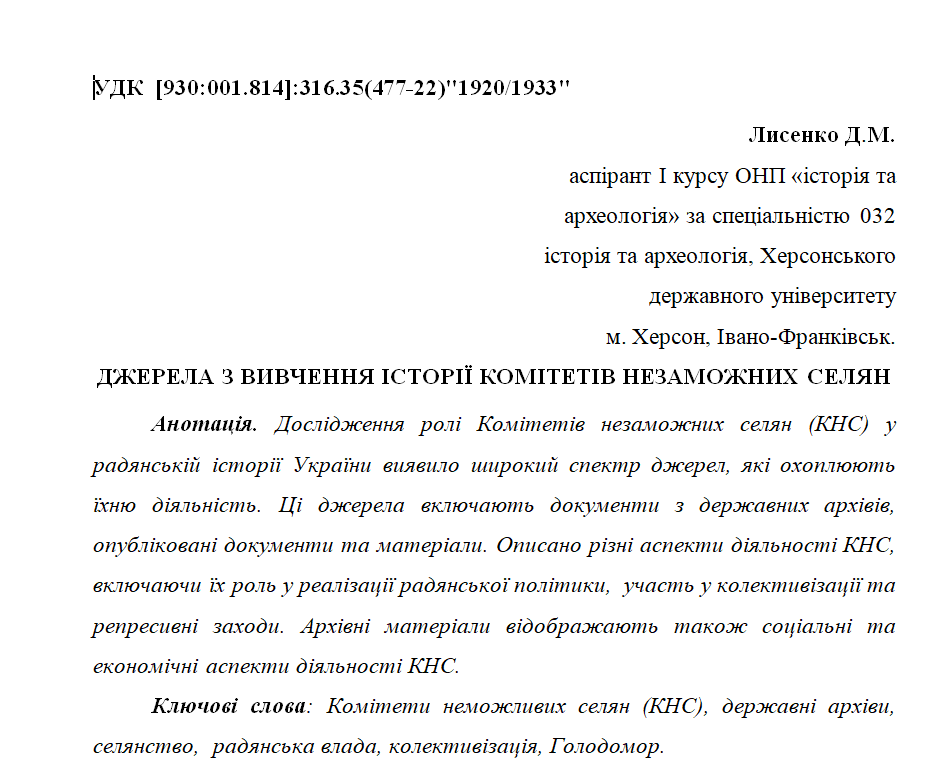 УДК [930:001.814]:316.35(477-22)"1920/1933"
Лисенко Д.М.
аспірант І курсу ОНП «історія та
археологія» за спеціальністю 032
історія та археологія, Херсонського
державного університету
м. Херсон, Івано-Франківськ.
ДЖЕРЕЛА З ВИВЧЕННЯ ІСТОРІЇ КОМІТЕТІВ НЕЗАМОЖНИХ СЕЛЯН
Анотація. Дослідження ролі Комітетів незаможних селян (КНС) у
радянській історії України виявило широкий спектр джерел, які охоплюють
їхню діяльність. Ці джерела включають документи з державних архівів,
опубліковані документи та матеріали. Описано різні аспекти діяльності КНС,
включаючи їх роль у реалізації радянської політики, участь у колективізації та
репресивні заходи. Архівні матеріали відображають також соціальні та
економічні аспекти діяльності КНС.
Ключові слова: Комітети неможливих селян (КНС), державні архіви,
селянство, радянська влада, колективізація, Голодомор.